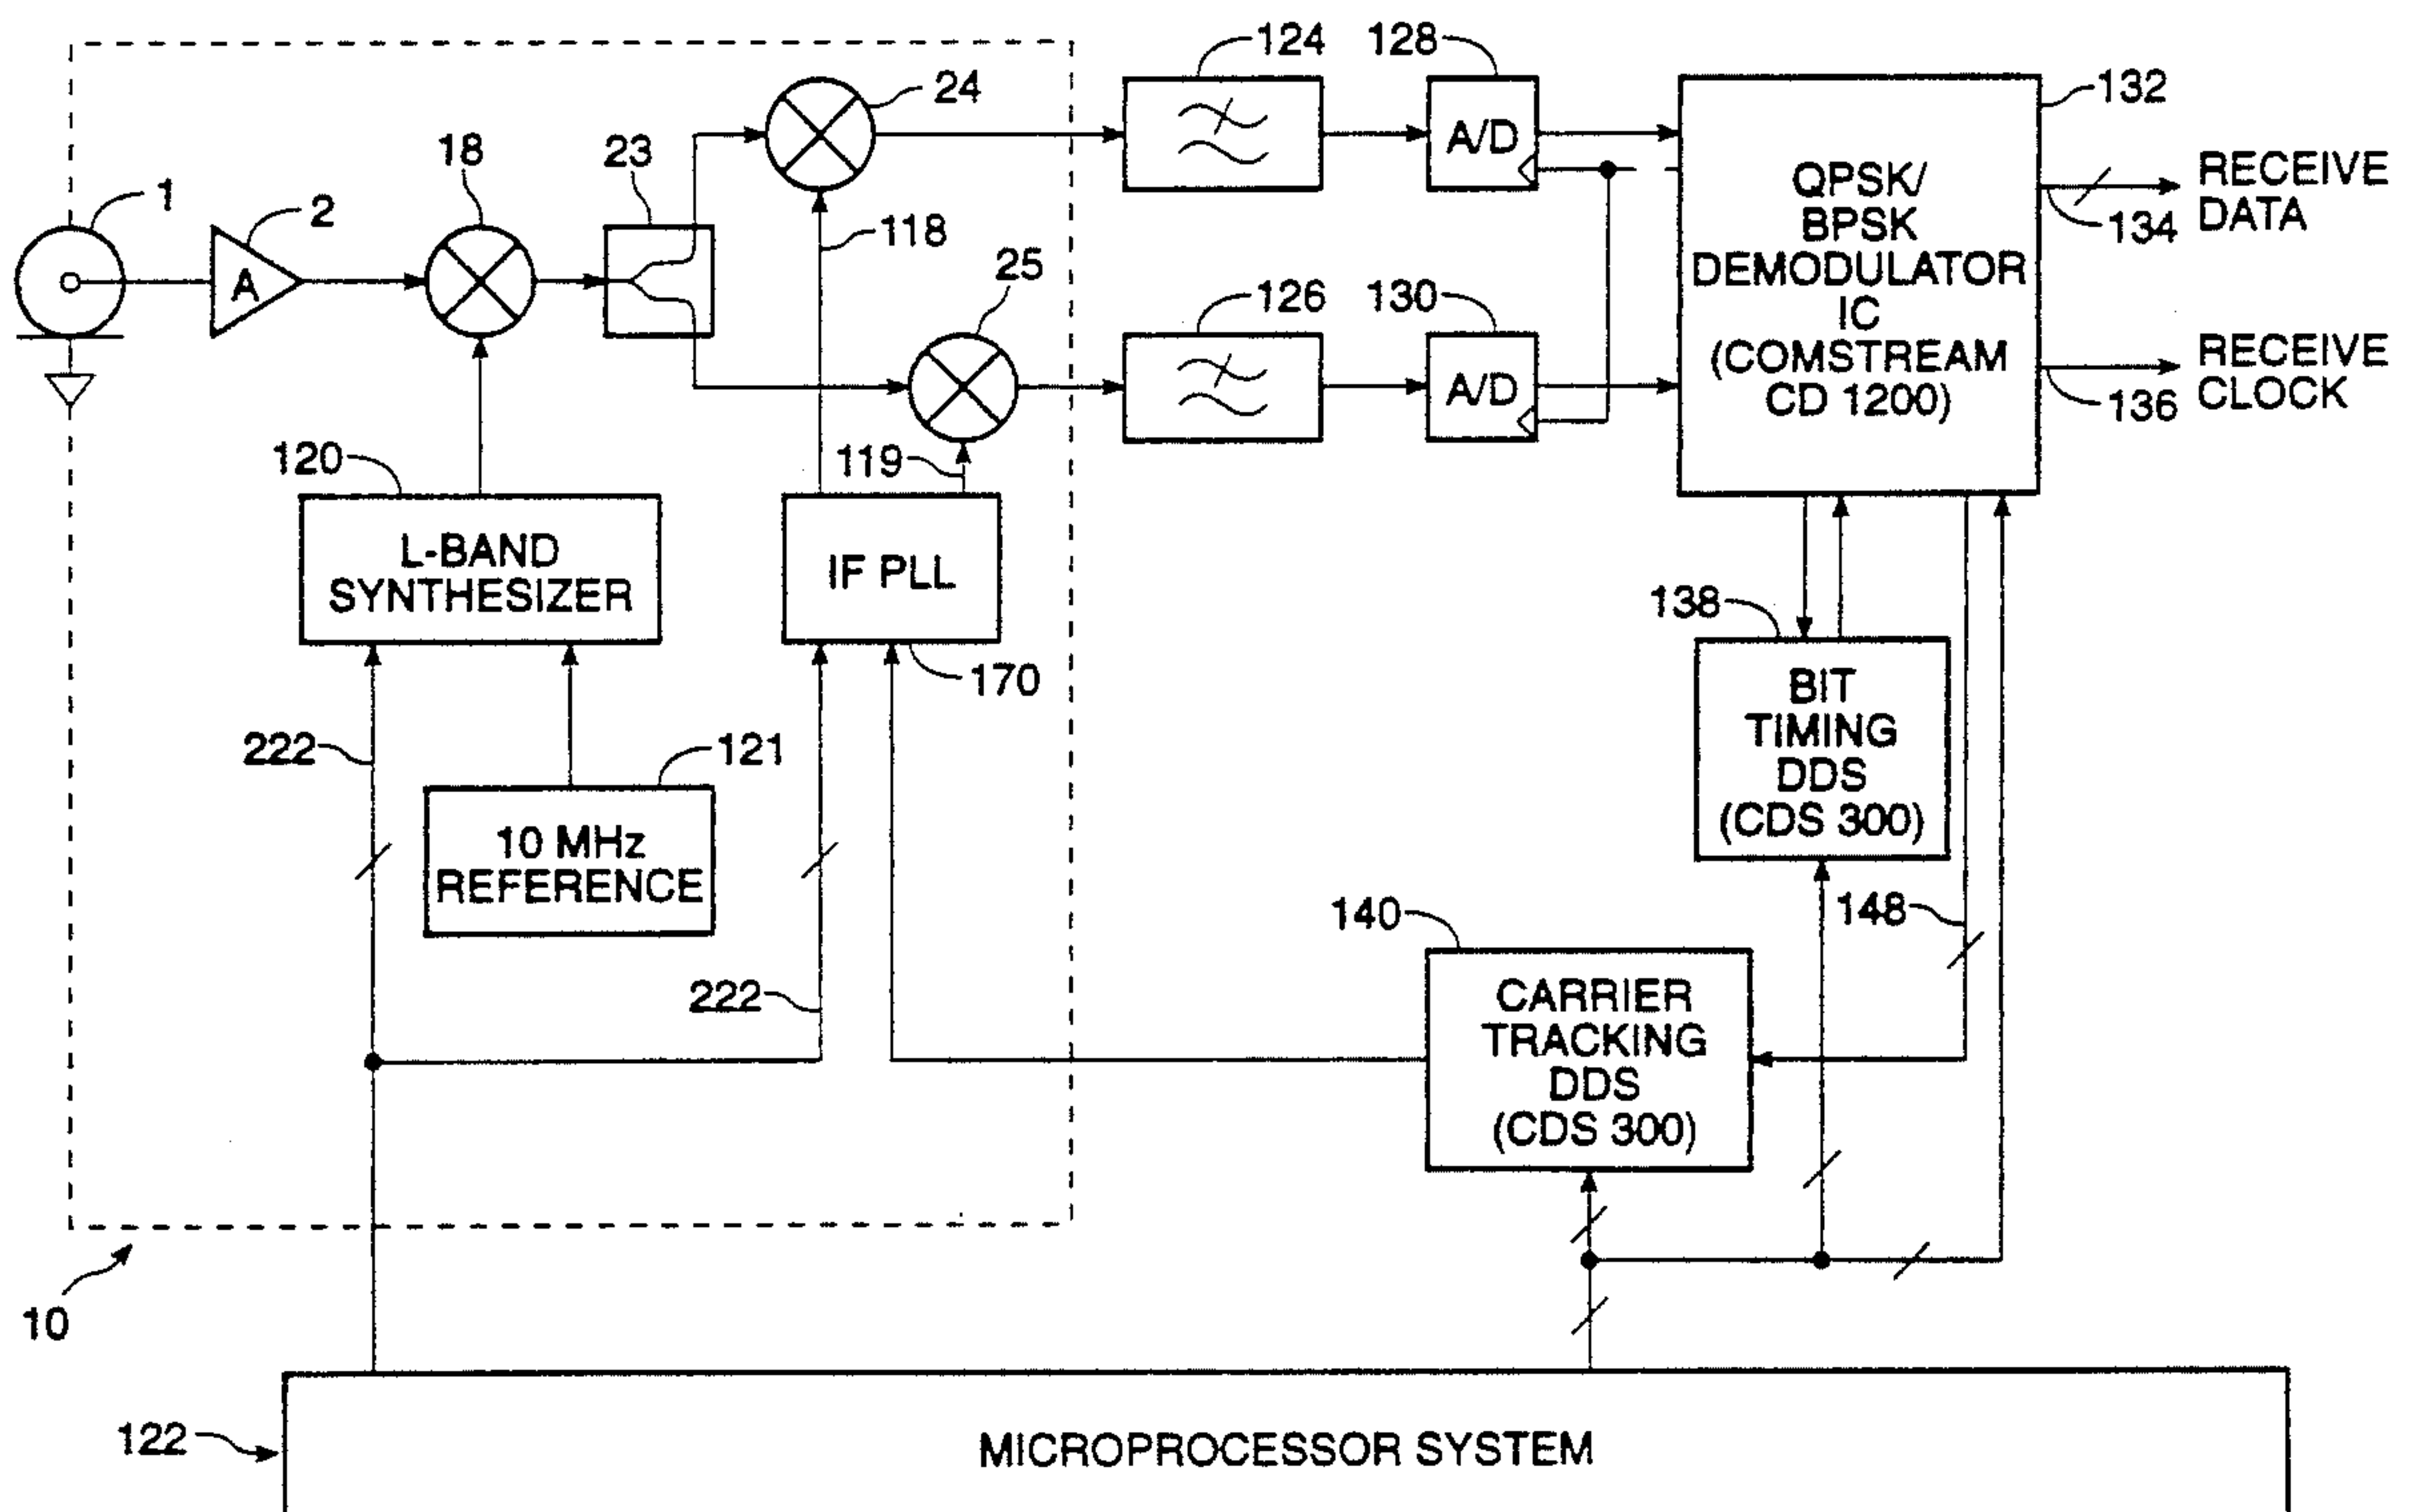 124
128
132
24
18
23
1
2
A
A/D
QPSK/
BPSK
DEMODULATOR
IC
(COMSTREAM
CD 1200)
RECEIVE
DATA
134
118
25
126
130
A/D
RECEIVE
CLOCK
136
120
119
L-BAND
SYNTHESIZER
IF PLL
138
170
BIT
TIMING
DDS
(CDS 300)
222
121
10 MHz
REFERENCE
140
148
222
CARRIER
TRACKING
DDS
(CDS 300)
10
122
MICROPROCESSOR SYSTEM